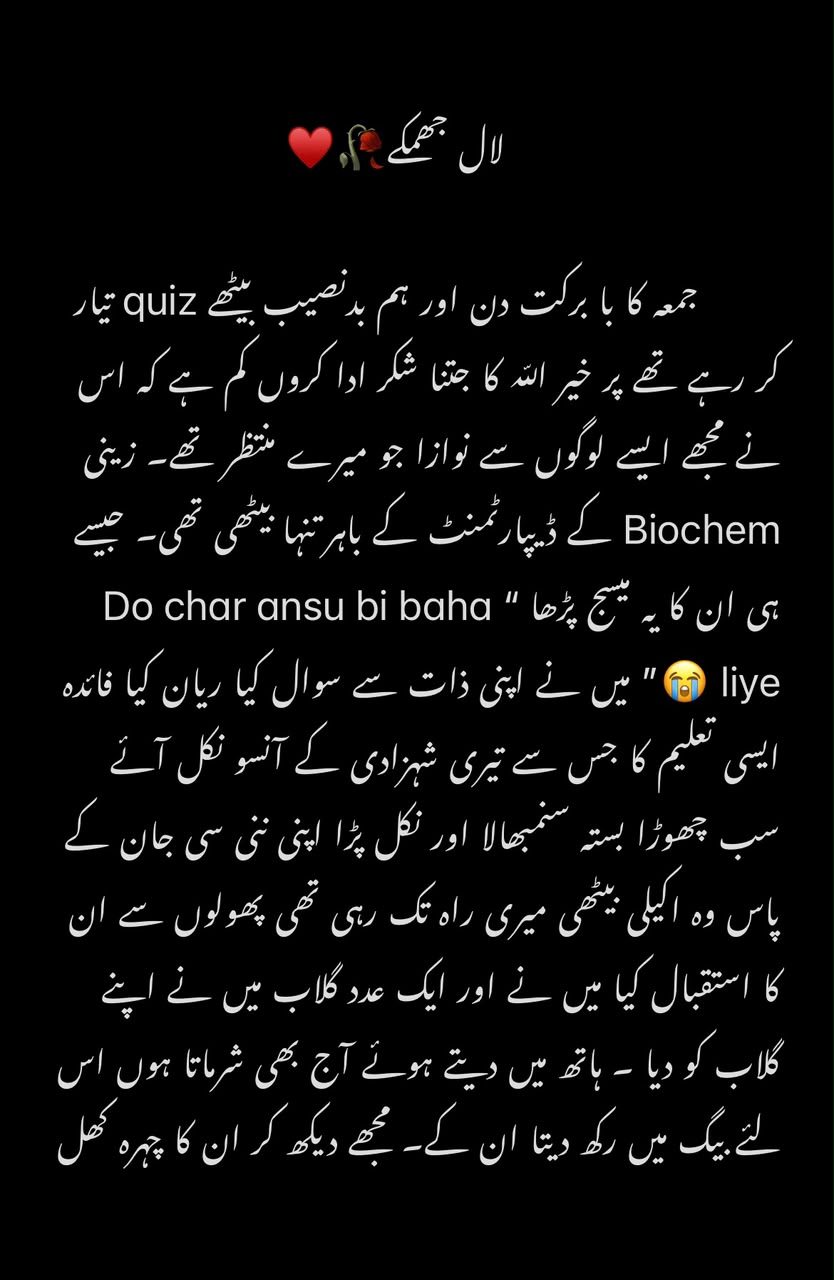 لال جھمکے🥀♥️
جمعہ کا با برکت دن اور ہم بدنصیب بیٹھے quiz تیار
کر رہے تھے پر خیر اللہ کا جتنا شکر ادا کروں کم ہے کہ اس
نے مجھے ایسے لوگوں سے نوازا جو میرے منتظر تھے۔ زینی
Biochem کے ڈیپارٹمنٹ کے باہر تنہا بیٹھی تھی۔ جیسے
ہی ان کا یہ میسج پڑھا “ Do char ansu bi baha
liye 😭” میں نے اپنی ذات سے سوال کیا ریان کیا فائدہ
ایسی تعلیم کا جس سے تیری شہزادی کے آنسو نکل آئے
سب چھوڑا بستہ سنمبھالا اور نکل پڑا اپنی ننی سی جان کے
پاس وہ اکیلی بیٹھی میری راہ تک رہی تھی پھولوں سے ان
کا استقبال کیا میں نے اور ایک عدد گلاب میں نے اپنے
گلاب کو دیا ۔ ہاتھ میں دیتے ہوئے آج بھی شرماتا ہوں اس
لئے بیگ میں رکھ دیتا ان کے۔ مجھے دیکھ کر ان کا چہرہ کھل